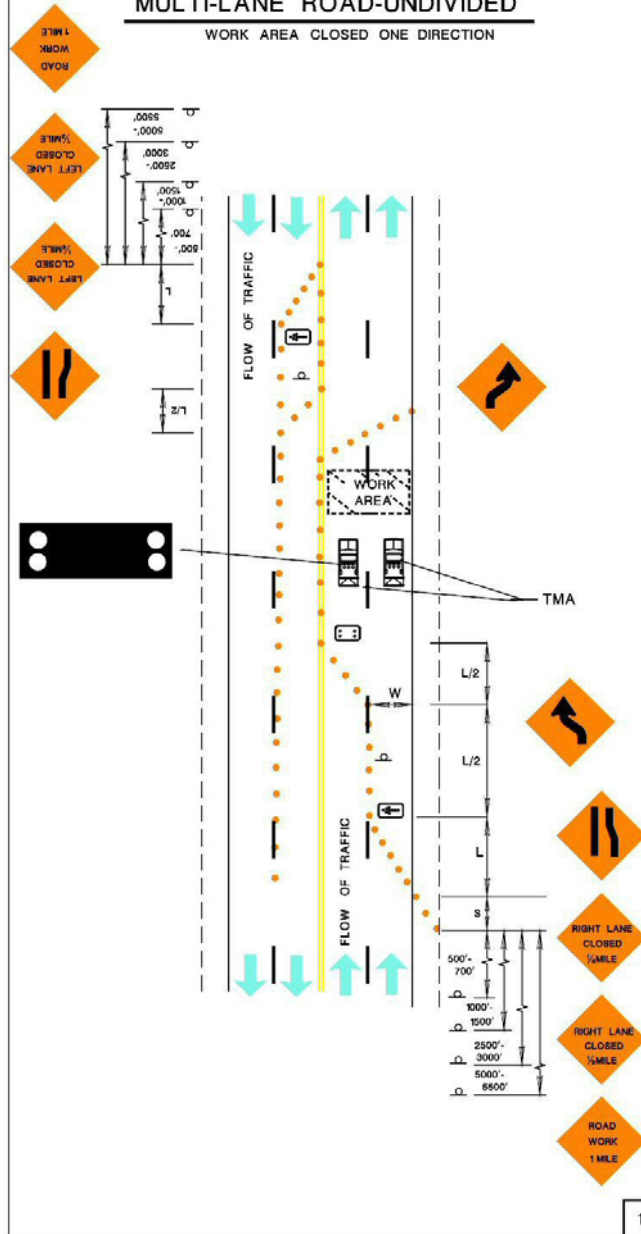 MULTI-LANE ROAD-UNDIVIDED
WORK AREA CLOSED ONE DIRECTION
ROAD
WORK
1 MILE
LEFT LANE
CLOSED
½MILE
LEFT LANE
CLOSED
½MILE
5000'-
5500'
2500'-
3000'
1000'-
1500'
500'-
700'
L
L/2
FLOW OF TRAFFIC
WORK
AREA
TMA
L/2
W
L/2
L
S
FLOW OF TRAFFIC
500'-
700'
1000'-
1500'
2500'-
3000'
5000'-
5500'
RIGHT LANE
CLOSED
RIGHT LANE
CLOSED
½MILE
ROAD
WORK
1 MILE